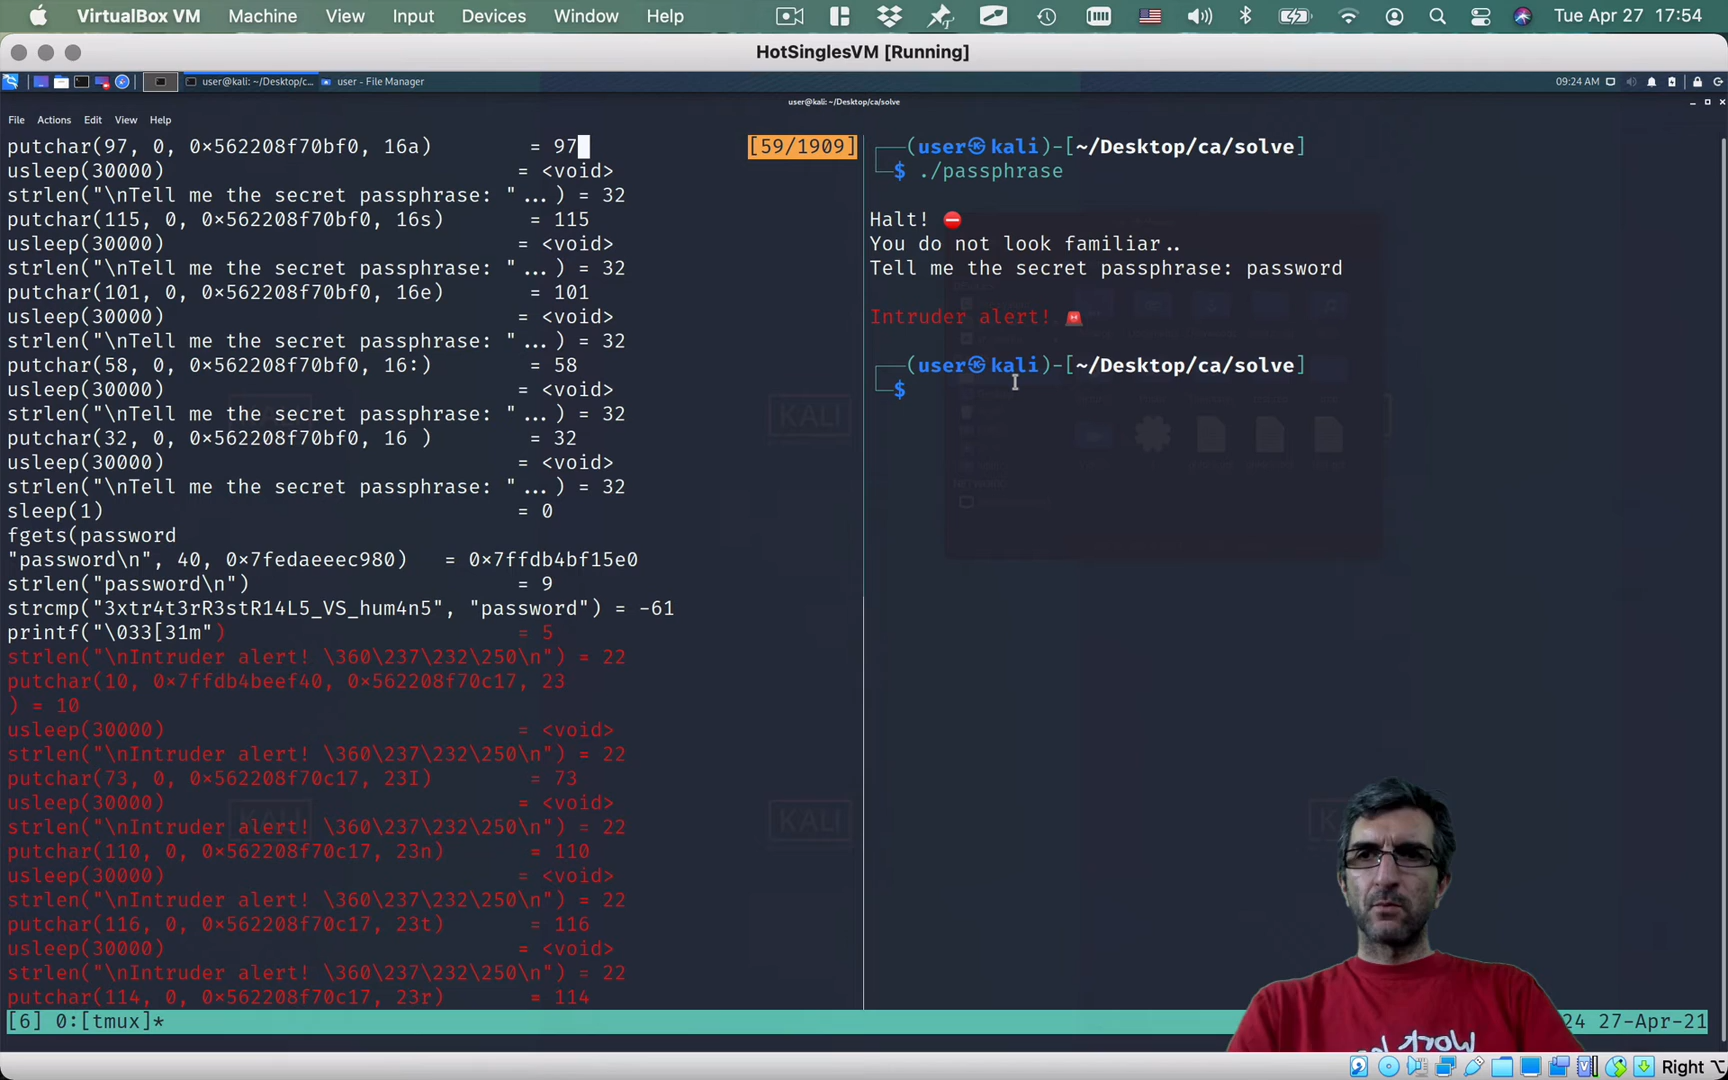 VirtualBox VM Machine View Input Devices Window Help Tue Apr 27 17:54
HotSinglesVM [Running]
user@kali: ~/Desktop/c... user - File Manager 09:24 AM
user@kali: ~/Desktop/ca/solve
File Actions Edit View Help
putchar(97, 0, 0×562208f70bf0, 16a) = 97 [59/1909]
usleep(30000) = <void>
strlen("\nTell me the secret passphrase: "...) = 32
putchar(115, 0, 0×562208f70bf0, 16s) = 115
usleep(30000) = <void>
strlen("\nTell me the secret passphrase: "...) = 32
putchar(101, 0, 0×562208f70bf0, 16e) = 101
usleep(30000) = <void>
strlen("\nTell me the secret passphrase: "...) = 32
putchar(58, 0, 0×562208f70bf0, 16:) = 58
usleep(30000) = <void>
strlen("\nTell me the secret passphrase: "...) = 32
putchar(32, 0, 0×562208f70bf0, 16 ) = 32
usleep(30000) = <void>
strlen("\nTell me the secret passphrase: "...) = 32
sleep(1) = 0
fgets(password
"password\n", 40, 0×7fedaeeec980) = 0×7ffdb4bf15e0
strlen("password\n") = 9
strcmp("3xtr4t3rR3stR14L5_VS_hum4n5", "password") = -61
printf("\033[31m") = 5
strlen("\nIntruder alert! \360\237\232\250\n") = 22
putchar(10, 0×7ffdb4beef40, 0×562208f70c17, 23
) = 10
usleep(30000) = <void>
strlen("\nIntruder alert! \360\237\232\250\n") = 22
putchar(73, 0, 0×562208f70c17, 23I) = 73
usleep(30000) = <void>
strlen("\nIntruder alert! \360\237\232\250\n") = 22
putchar(110, 0, 0×562208f70c17, 23n) = 110
usleep(30000) = <void>
strlen("\nIntruder alert! \360\237\232\250\n") = 22
putchar(116, 0, 0×562208f70c17, 23t) = 116
usleep(30000) = <void>
strlen("\nIntruder alert! \360\237\232\250\n") = 22
putchar(114, 0, 0×562208f70c17, 23r) = 114
(user㉿kali)-[~/Desktop/ca/solve]
$ ./passphrase
Halt! ⛔
You do not look familiar..
Tell me the secret passphrase: password
Intruder alert! 🚨
(user㉿kali)-[~/Desktop/ca/solve]
$
KALI
KALI
KALI
[6] 0:[tmux]* 24 27-Apr-21
Right ⌥